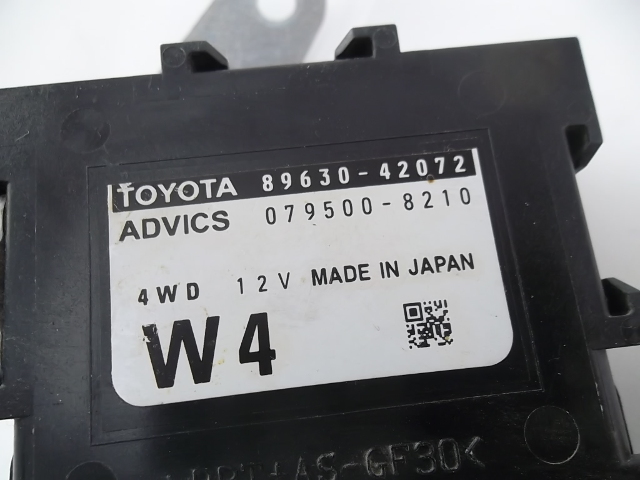 TOYOTA 89630-42072
ADVICS 079500-8210
4WD 12V MADE IN JAPAN
W4